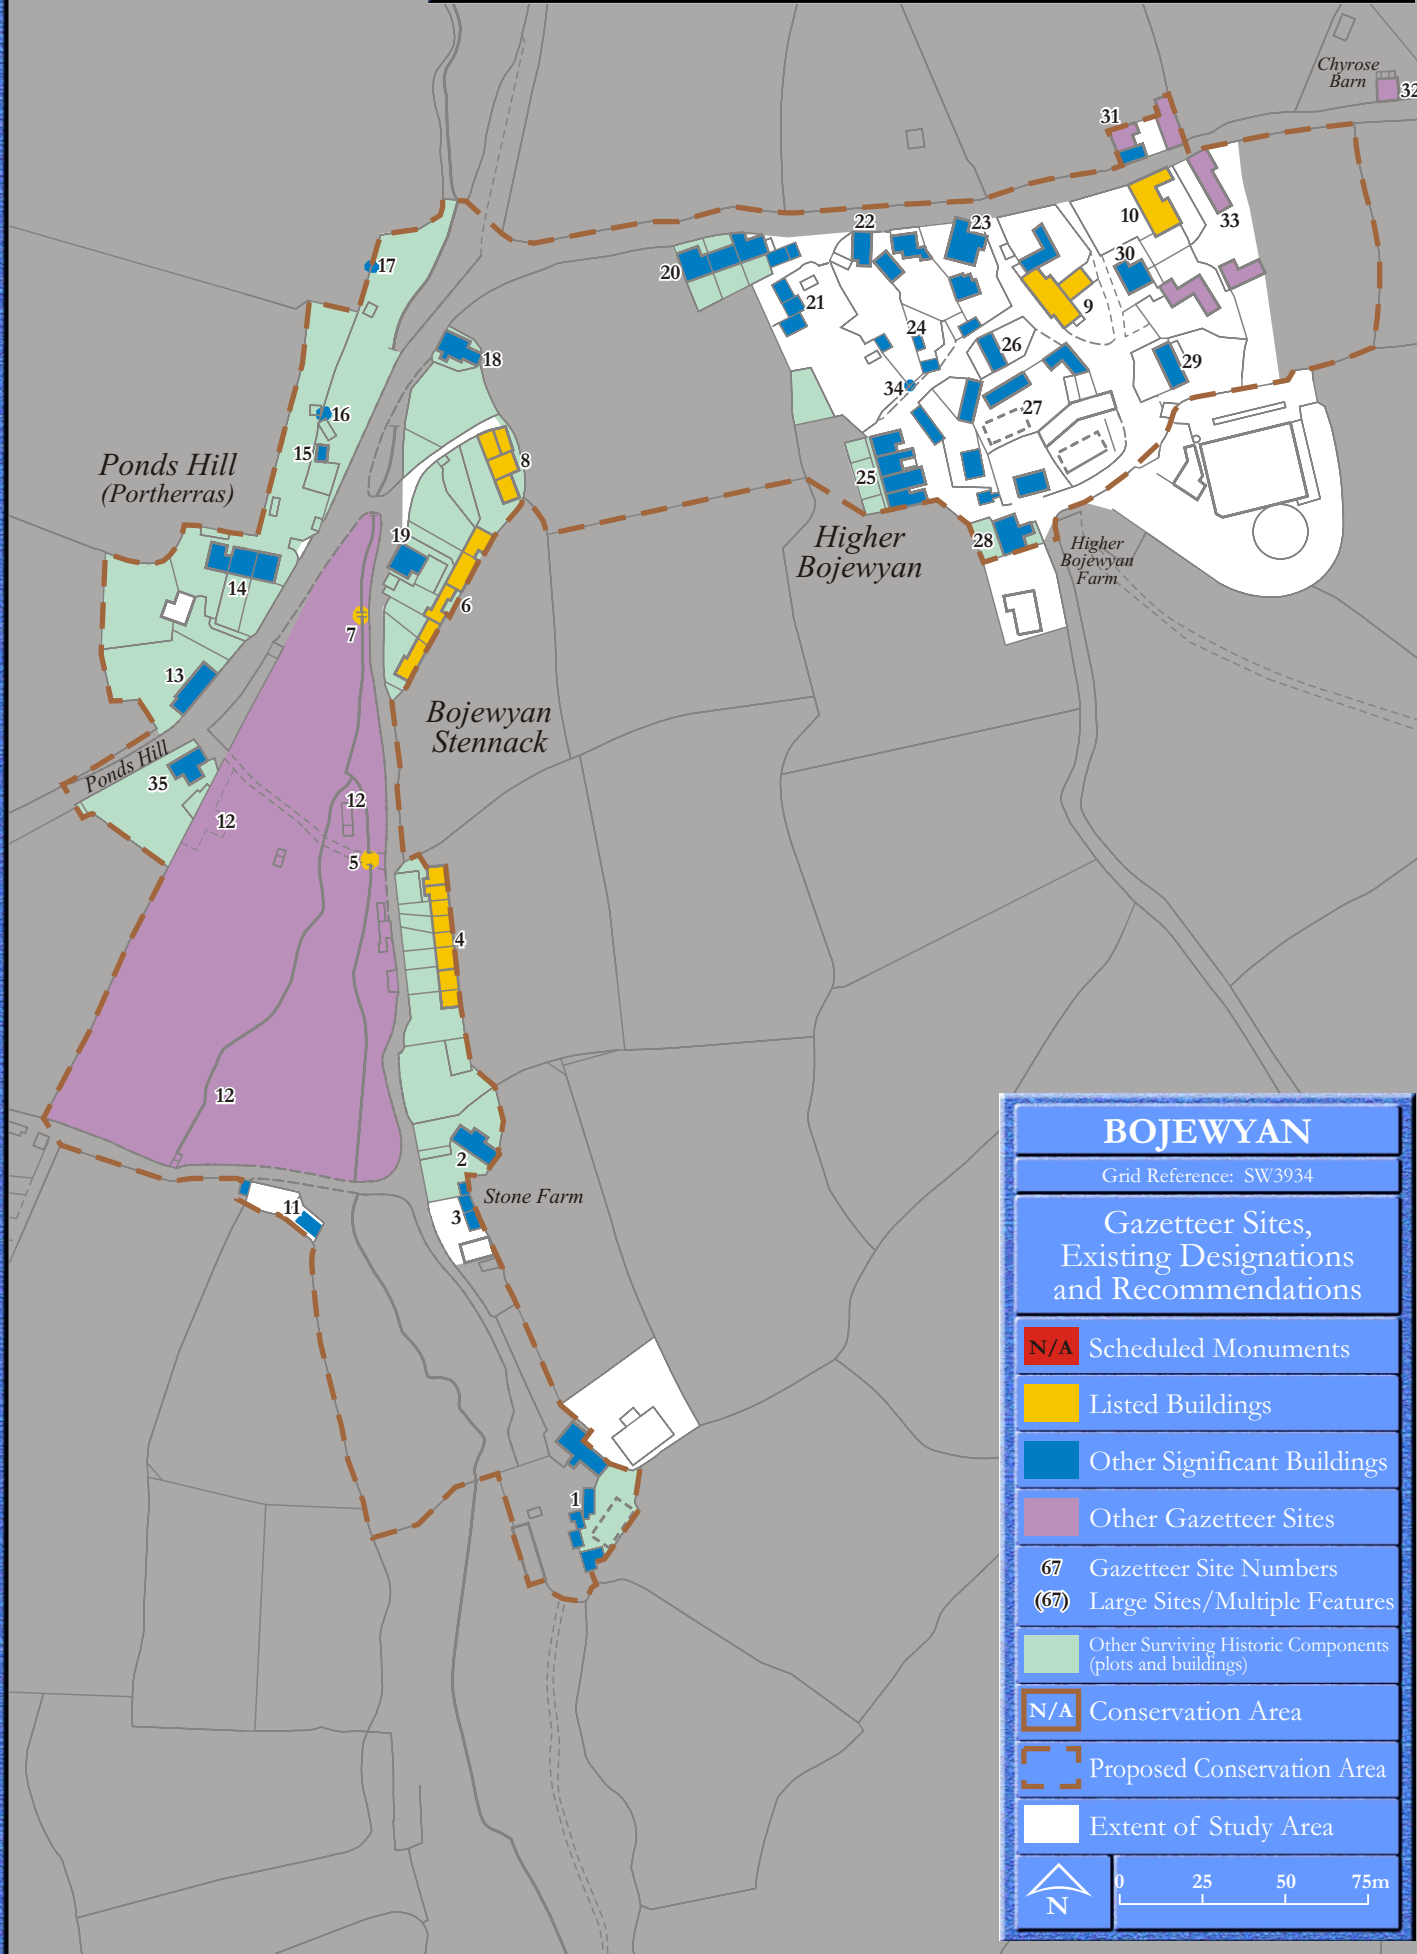 Chyrose
Barn
32
31
10
33
17
22
23
20
30
9
21
18
24
26
29
34
16
27
15
8
Ponds Hill
(Portherras)
25
19
28
Higher
Bojewyan
Higher
Bojewyan
Farm
14
6
7
13
Bojewyan
Stennack
Ponds Hill
35
12
12
5
4
12
2
Stone Farm
11
3
1
BOJEWYAN
Grid Reference: SW3934
Gazetteer Sites,
Existing Designations
and Recommendations
N/A Scheduled Monuments
Listed Buildings
Other Significant Buildings
Other Gazetteer Sites
67 Gazetteer Site Numbers
(67) Large Sites/Multiple Features
Other Surviving Historic Components
(plots and buildings)
N/A Conservation Area
Proposed Conservation Area
Extent of Study Area
N
0 25 50 75m